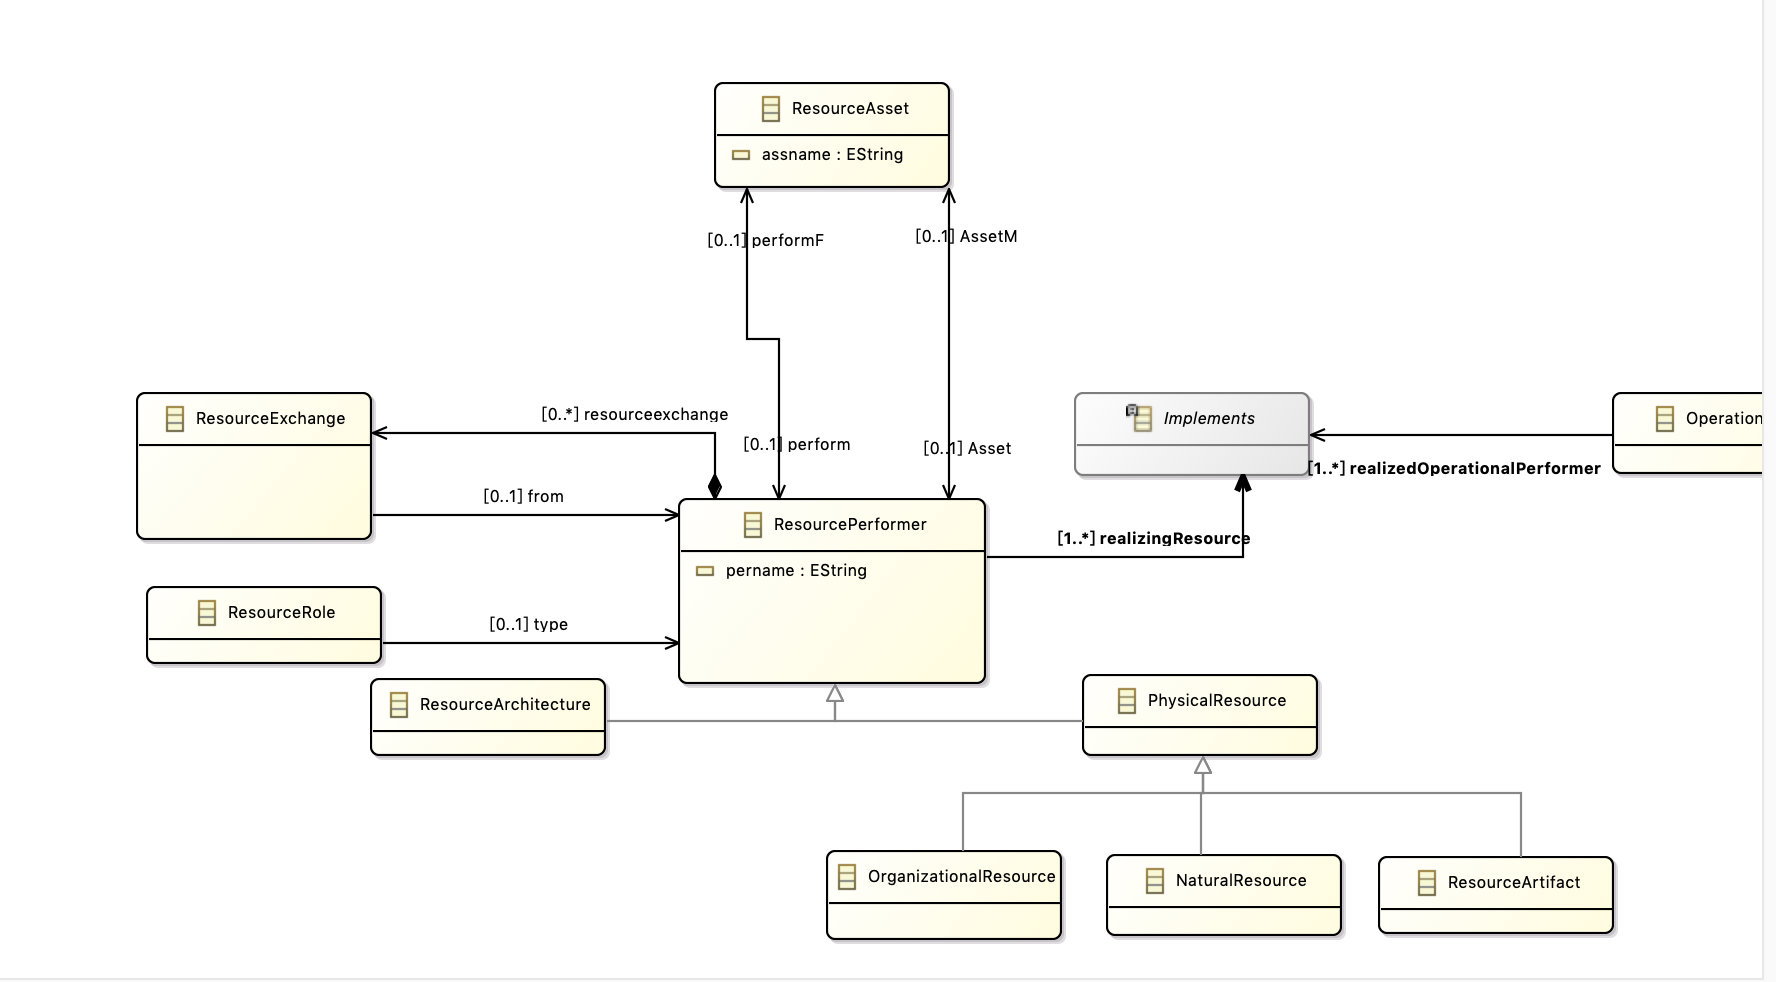 ResourceAsset
assname : EString
[0..1] performF
[0..1] AssetM
ResourceExchange
[0..*] resourceexchange
[0..1] perform
[0..1] Asset
Implements
Operation
[1..*] realizedOperationalPerformer
[0..1] from
ResourcePerformer
[1..*] realizingResource
pername : EString
ResourceRole
[0..1] type
ResourceArchitecture
PhysicalResource
OrganizationalResource
NaturalResource
ResourceArtifact